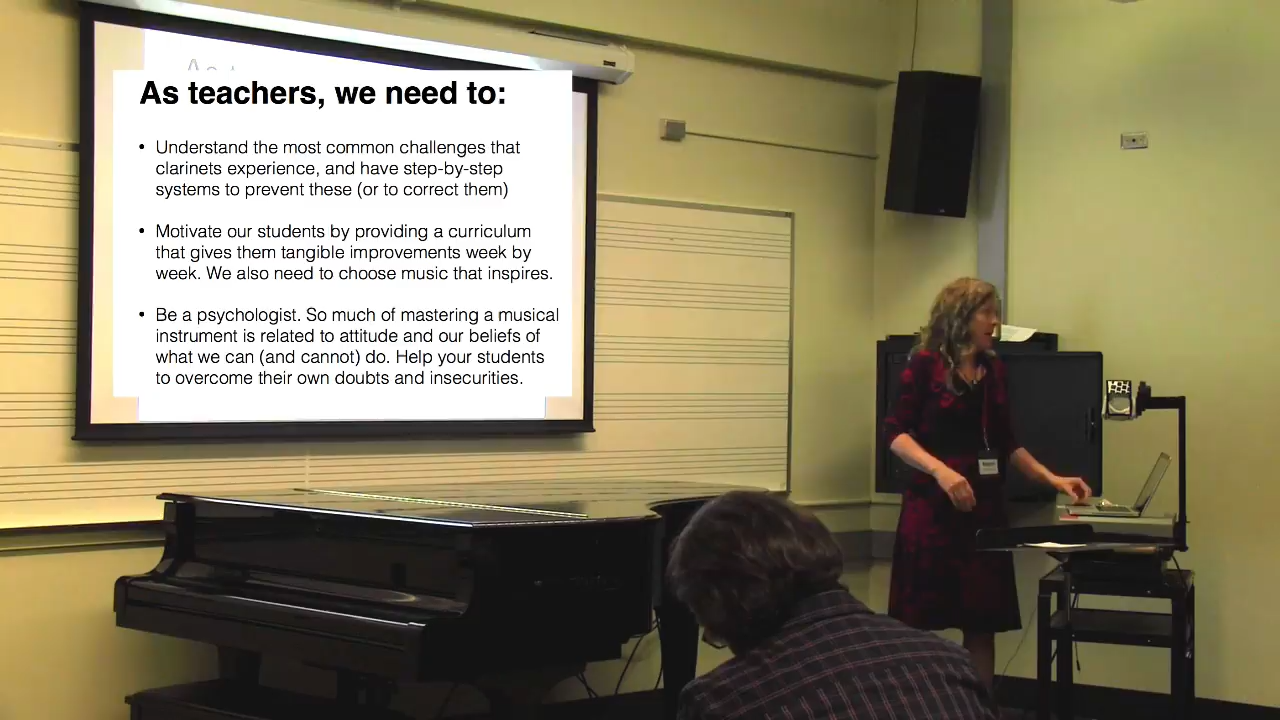 As teachers, we need to:
• Understand the most common challenges that
clarinets experience, and have step-by-step
systems to prevent these (or to correct them)
• Motivate our students by providing a curriculum
that gives them tangible improvements week by
week. We also need to choose music that inspires.
• Be a psychologist. So much of mastering a musical
instrument is related to attitude and our beliefs of
what we can (and cannot) do. Help your students
to overcome their own doubts and insecurities.